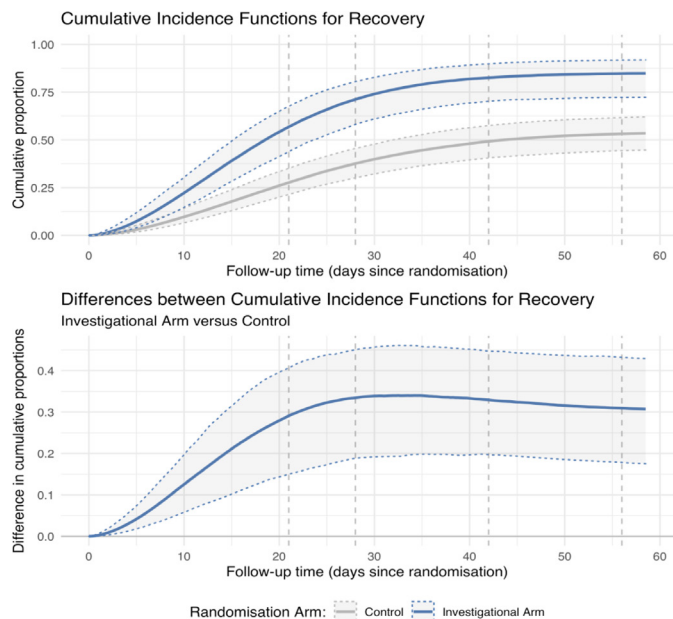 Cumulative Incidence Functions for Recovery
Cumulative proportion
1.00
0.75
0.50
0.25
0.00
0 10 20 30 40 50 60
Follow-up time (days since randomisation)
Differences between Cumulative Incidence Functions for Recovery
Investigational Arm versus Control
Difference in cumulative proportions
0.4
0.3
0.2
0.1
0.0
0 10 20 30 40 50 60
Follow-up time (days since randomisation)
Randomisation Arm: Control Investigational Arm